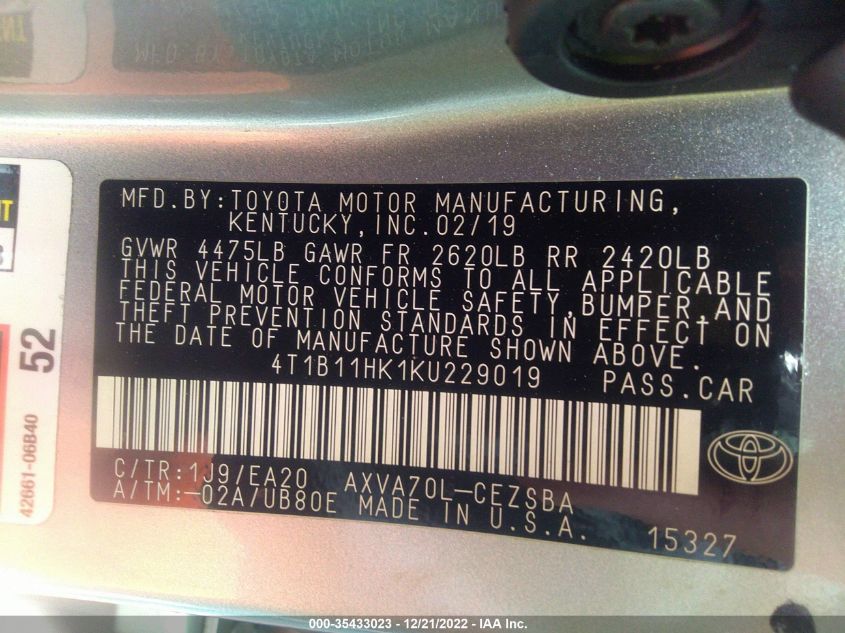 MFD.BY:TOYOTA MOTOR MANUFACTURING,
KENTUCKY,INC.02/19
GVWR 4475LB GAWR FR 2620LB RR 2420LB
THIS VEHICLE CONFORMS TO ALL APPLICABLE
FEDERAL MOTOR VEHICLE SAFETY,BUMPER,AND
THEFT PREVENTION STANDARDS IN EFFECT ON
THE DATE OF MANUFACTURE SHOWN ABOVE.
4T1B11HK1KU229019 PASS.CAR
C/TR:1J9/EA20 AXVA70L-CEZSBA
A/TM:-02A/UB80E MADE IN U.S.A.
15327
52
42661-06B40
000-35433023 - 12/21/2022 - IAA Inc.